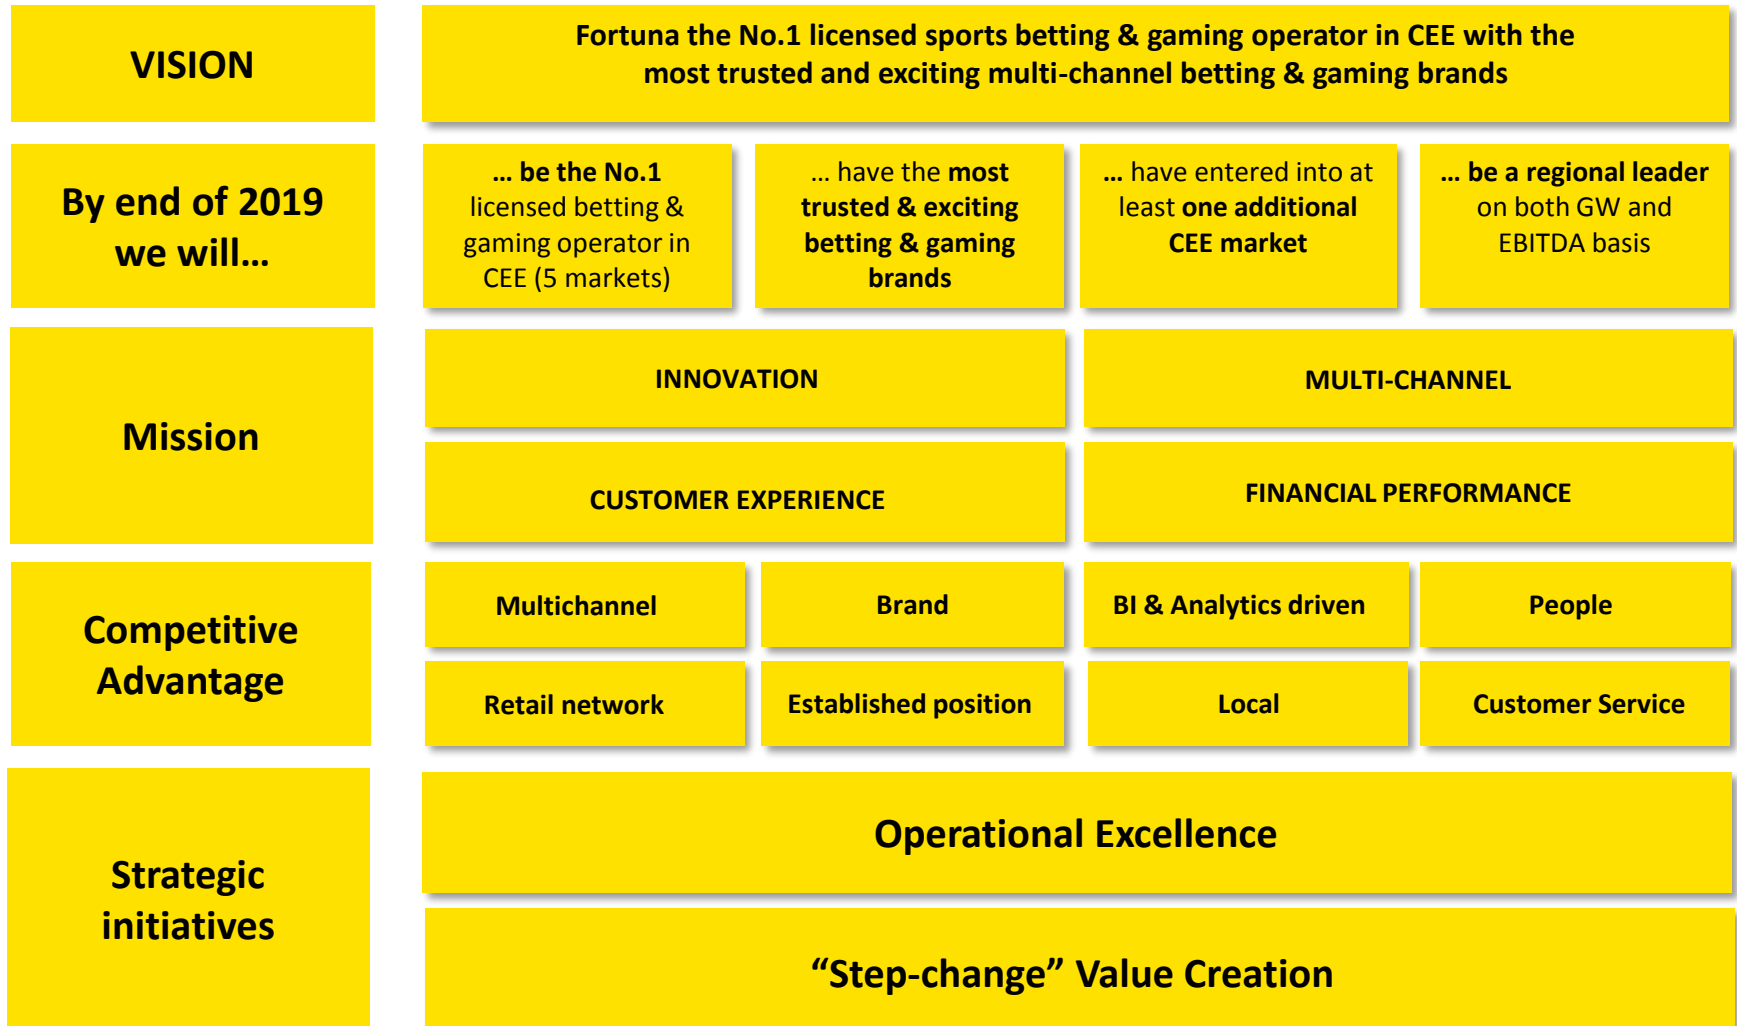 VISION
Fortuna the No.1 licensed sports betting & gaming operator in CEE with the
most trusted and exciting multi-channel betting & gaming brands
By end of 2019
we will...
... be the No.1
licensed betting &
gaming operator in
CEE (5 markets)
... have the most
trusted & exciting
betting & gaming
brands
... have entered into at
least one additional
CEE market
... be a regional leader
on both GW and
EBITDA basis
Mission
INNOVATION
MULTI-CHANNEL
CUSTOMER EXPERIENCE
FINANCIAL PERFORMANCE
Competitive
Advantage
Multichannel
Brand
BI & Analytics driven
People
Retail network
Established position
Local
Customer Service
Strategic
initiatives
Operational Excellence
“Step-change” Value Creation